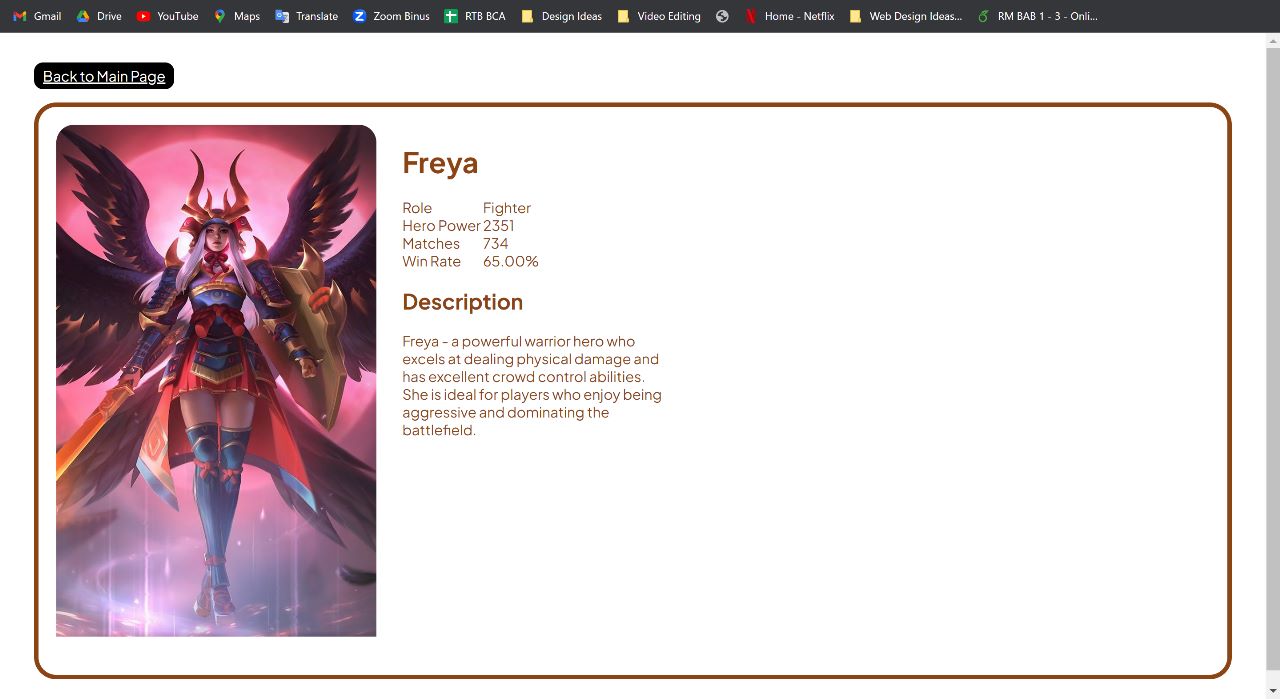 Gmail Drive YouTube Maps Translate Zoom Binus RTB BCA Design Ideas Video Editing Home - Netflix Web Design Ideas... RM BAB 1 - 3 - Onli...
Back to Main Page
Freya
Role Fighter
Hero Power 2351
Matches 734
Win Rate 65.00%
Description
Freya - a powerful warrior hero who
excels at dealing physical damage and
has excellent crowd control abilities.
She is ideal for players who enjoy being
aggressive and dominating the
battlefield.